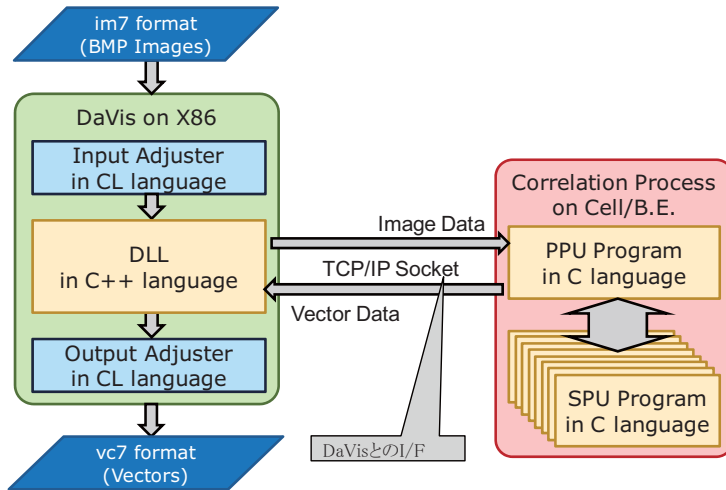 im7 format
(BMP Images)
DaVis on X86
Input Adjuster
in CL language
DLL
in C++ language
Output Adjuster
in CL language
vc7 format
(Vectors)
Image Data
TCP/IP Socket
Vector Data
DaVisとのI/F
Correlation Process
on Cell/B.E.
PPU Program
in C language
SPU Program
in C language